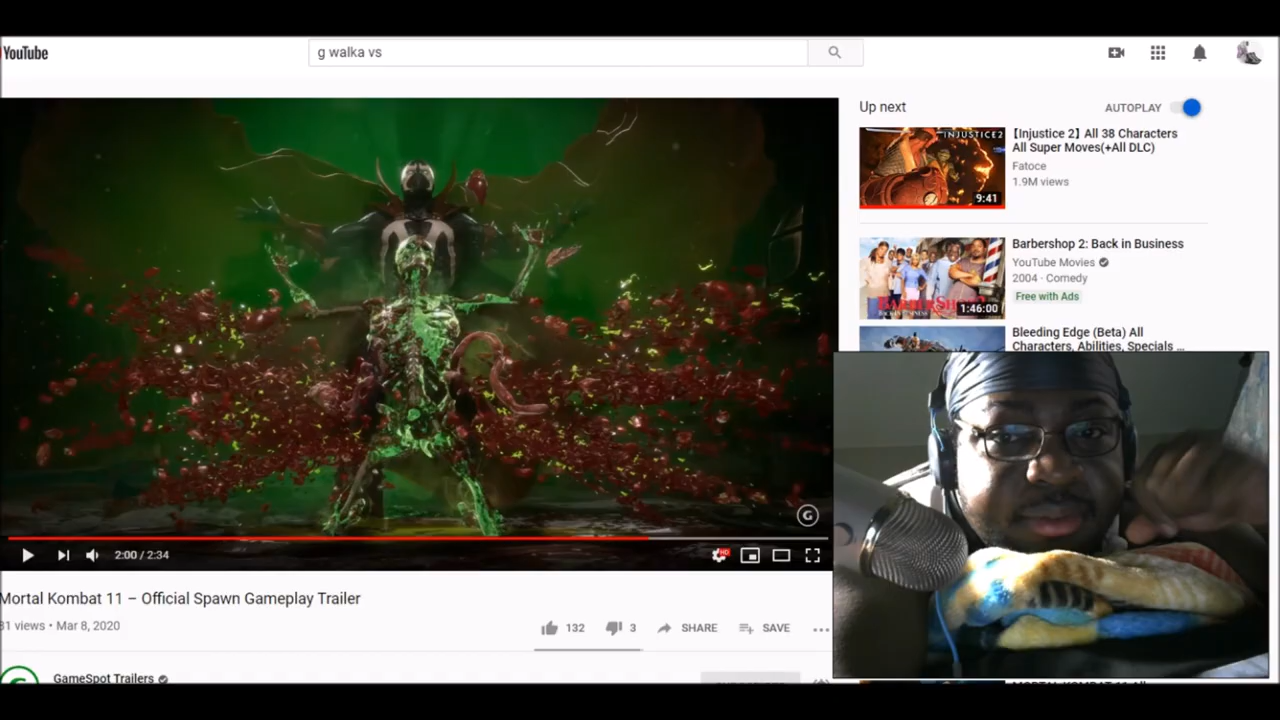 YouTube
g walka vs
Up next
AUTOPLAY
INJUSTICE 2
9:41
【Injustice 2】All 38 Characters
All Super Moves(+All DLC)
Fatoce
1.9M views
1:46:00
Barbershop 2: Back in Business
YouTube Movies
2004 · Comedy
Free with Ads
Bleeding Edge (Beta) All
Characters, Abilities, Specials ...
G
2:00 / 2:34
HD
Mortal Kombat 11 – Official Spawn Gameplay Trailer
31 views • Mar 8, 2020
132
3
SHARE
SAVE
GameSpot Trailers